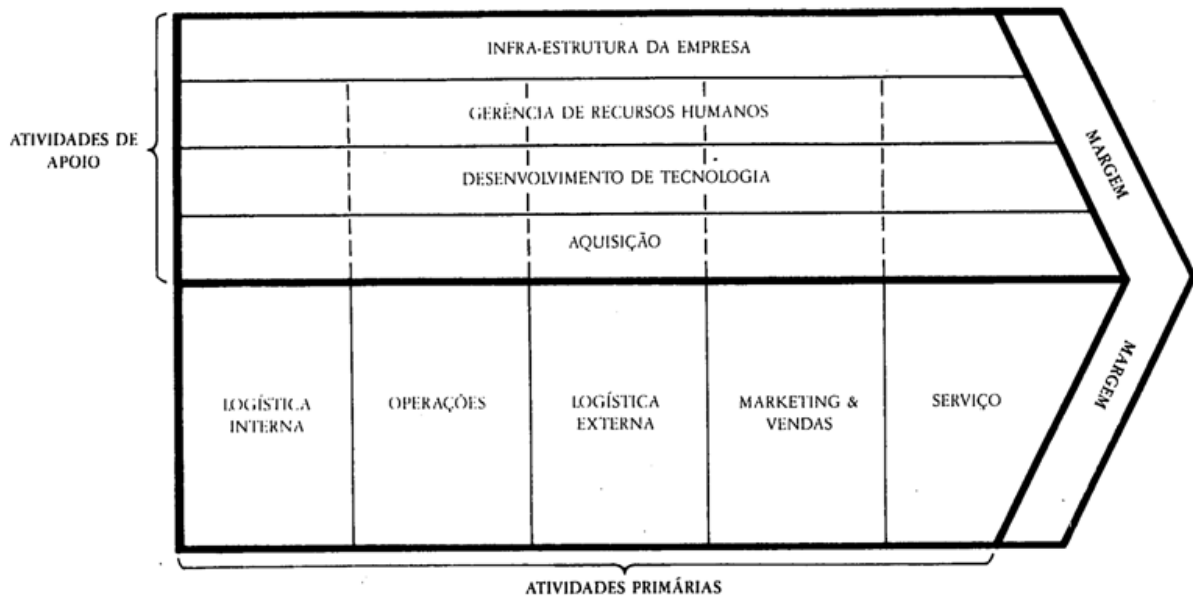 INFRA-ESTRUTURA DA EMPRESA
GERÊNCIA DE RECURSOS HUMANOS
ATIVIDADES DE
APOIO
DESENVOLVIMENTO DE TECNOLOGIA
AQUISIÇÃO
MARGEM
MARGEM
LOGÍSTICA
INTERNA
OPERAÇÕES
LOGÍSTICA
EXTERNA
MARKETING &
VENDAS
SERVIÇO
ATIVIDADES PRIMÁRIAS